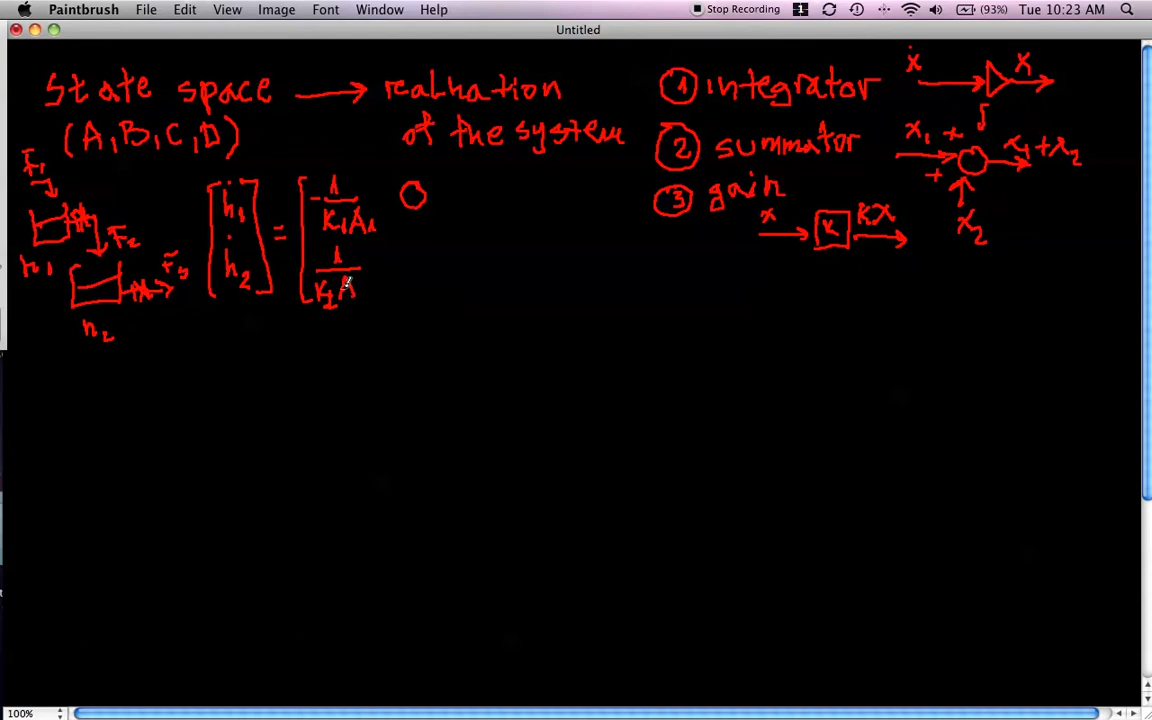 Paintbrush File Edit View Image Font Window Help Stop Recording 1 (93%) Tue 10:23 AM
Untitled
State space → realization of the system
(A,B,C,D)
F₁
h₁
F₂
F₃
h₂
[ḣ₁ ḣ₂] = [-1/K₁A₁ 0
1/K₂A
① integrator ẋ → x
∫
② summator x₁ + x₁+x₂
+ x₂
③ gain
x → K → Kx
100%